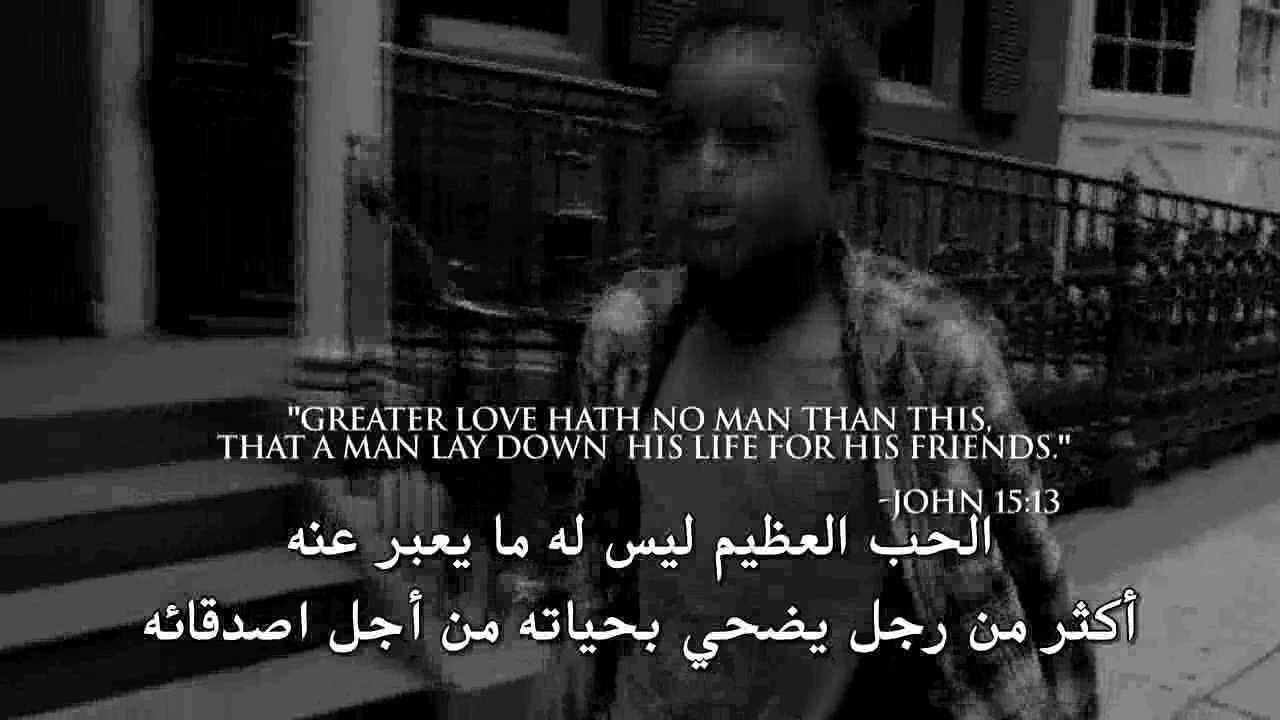 "GREATER LOVE HATH NO MAN THAN THIS,
THAT A MAN LAY DOWN HIS LIFE FOR HIS FRIENDS."
-JOHN 15:13
الحب العظيم ليس له ما يعبر عنه
أكثر من رجل يضحي بحياته من أجل اصدقائه